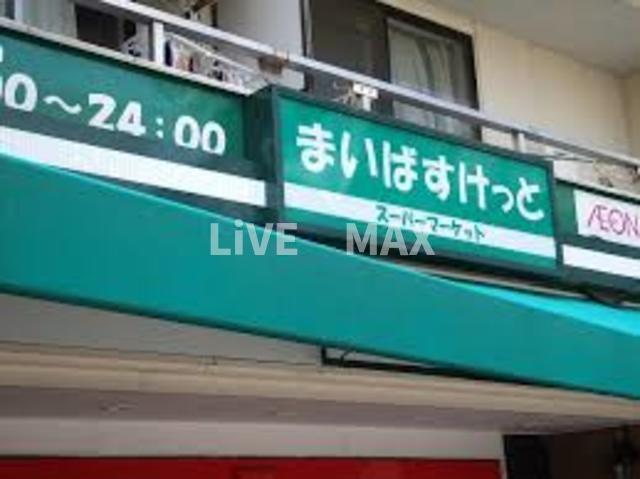 00～24:00
まいばすけっと
スーパーマーケット
ÆON
LiVE MAX